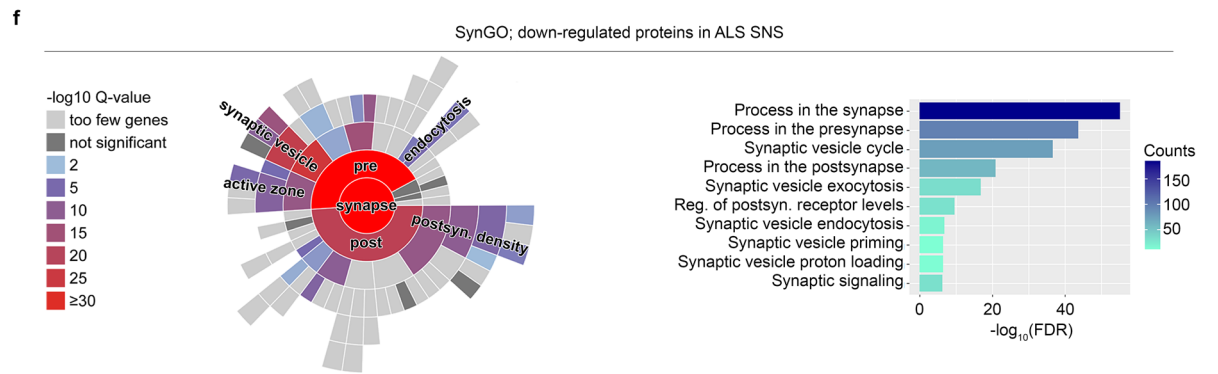 f
SynGO; down-regulated proteins in ALS SNS
-log10 Q-value
too few genes
not significant
2
5
10
15
20
25
≥30
synaptic vesicle
endocytosis
pre
active zone
synapse
post
postsyn. density
Process in the synapse
Process in the presynapse
Synaptic vesicle cycle
Process in the postsynapse
Synaptic vesicle exocytosis
Reg. of postsyn. receptor levels
Synaptic vesicle endocytosis
Synaptic vesicle priming
Synaptic vesicle proton loading
Synaptic signaling
0 20 40
-log10(FDR)
Counts
150
100
50